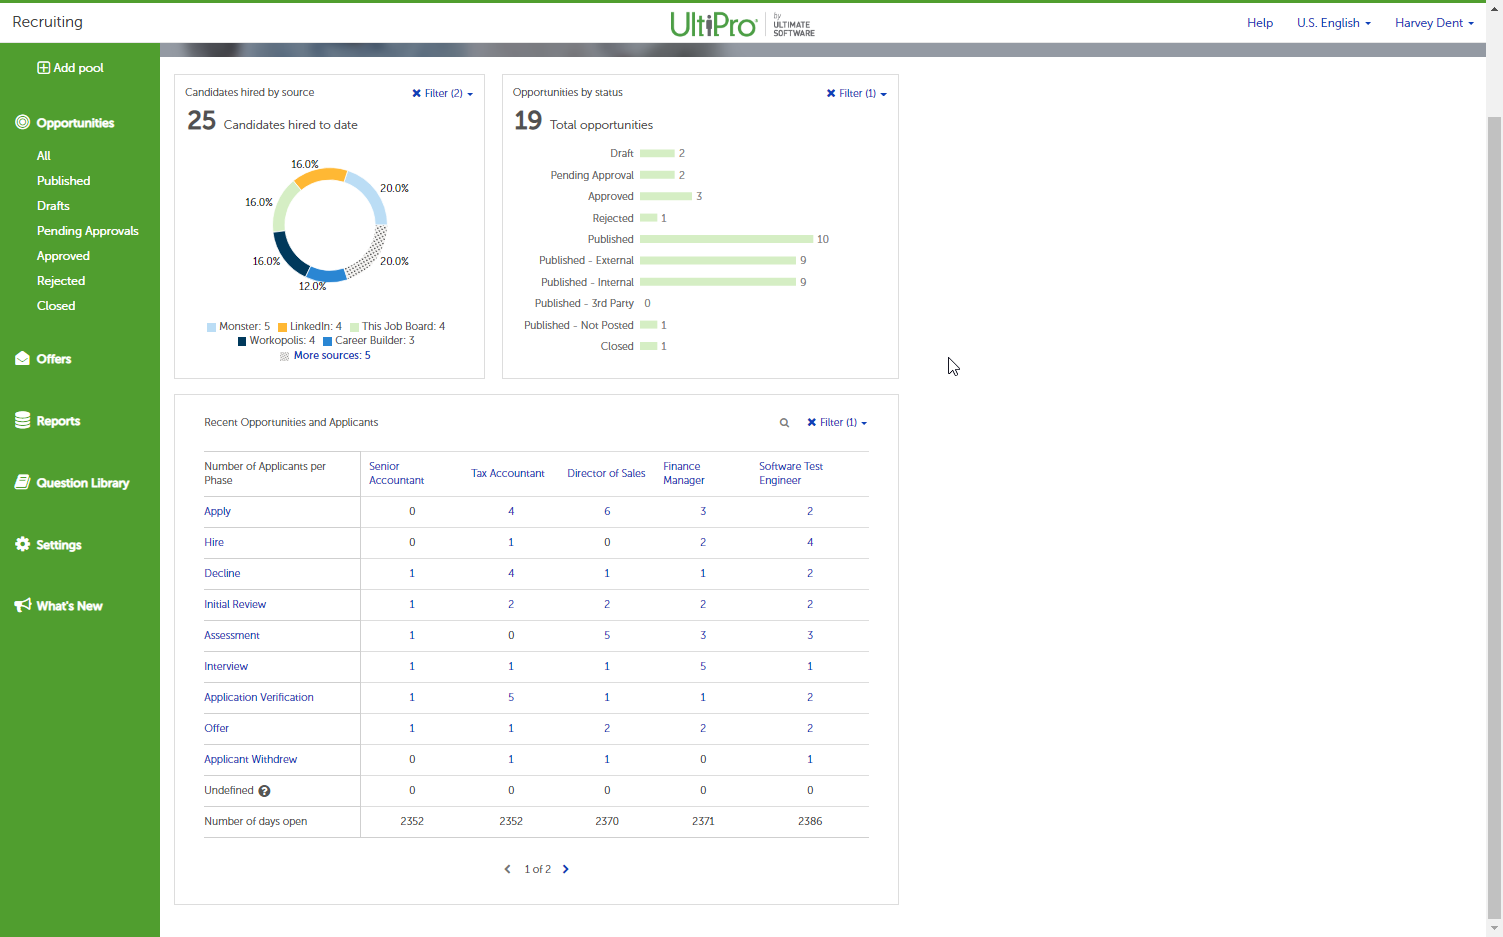 Recruiting
UltiPro
by
ULTIMATE
SOFTWARE
Help
U.S. English
Harvey Dent
Add pool
Opportunities
All
Published
Drafts
Pending Approvals
Approved
Rejected
Closed
Offers
Reports
Question Library
Settings
What's New
Candidates hired by source
Filter (2)
25 Candidates hired to date
16.0%
20.0%
16.0%
16.0%
20.0%
12.0%
Monster: 5 LinkedIn: 4 This Job Board: 4
Workopolis: 4 Career Builder: 3
More sources: 5
Opportunities by status
Filter (1)
19 Total opportunities
Draft 2
Pending Approval 2
Approved 3
Rejected 1
Published 10
Published - External 9
Published - Internal 9
Published - 3rd Party 0
Published - Not Posted 1
Closed 1
Recent Opportunities and Applicants
Filter (1)
Number of Applicants per
Phase
Senior
Accountant
Tax Accountant
Director of Sales
Finance
Manager
Software Test
Engineer
Apply 0 4 6 3 2
Hire 0 1 0 2 4
Decline 1 4 1 1 2
Initial Review 1 2 2 2 2
Assessment 1 0 5 3 3
Interview 1 1 1 5 1
Application Verification 1 5 1 1 2
Offer 1 1 2 2 2
Applicant Withdrew 0 1 1 0 1
Undefined ? 0 0 0 0 0
Number of days open 2352 2352 2370 2371 2386
1 of 2